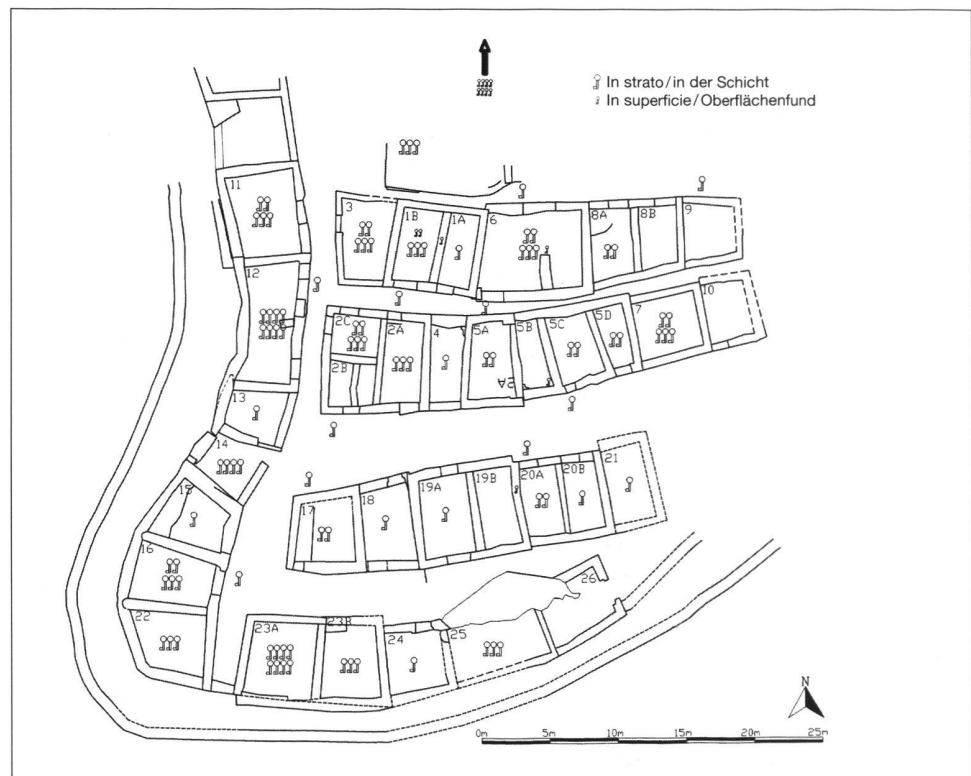 In strato/in der Schicht
In superficie/Oberflächenfund
11
3
1B
1A
6
8A
8B
9
12
2C
2A
4
5A
5B
5C
5D
7
10
2B
2A
13
14
15
16
17
18
19A
19B
20A
20B
21
22
23A
23B
24
25
26
N
0m 5m 10m 15m 20m 25m